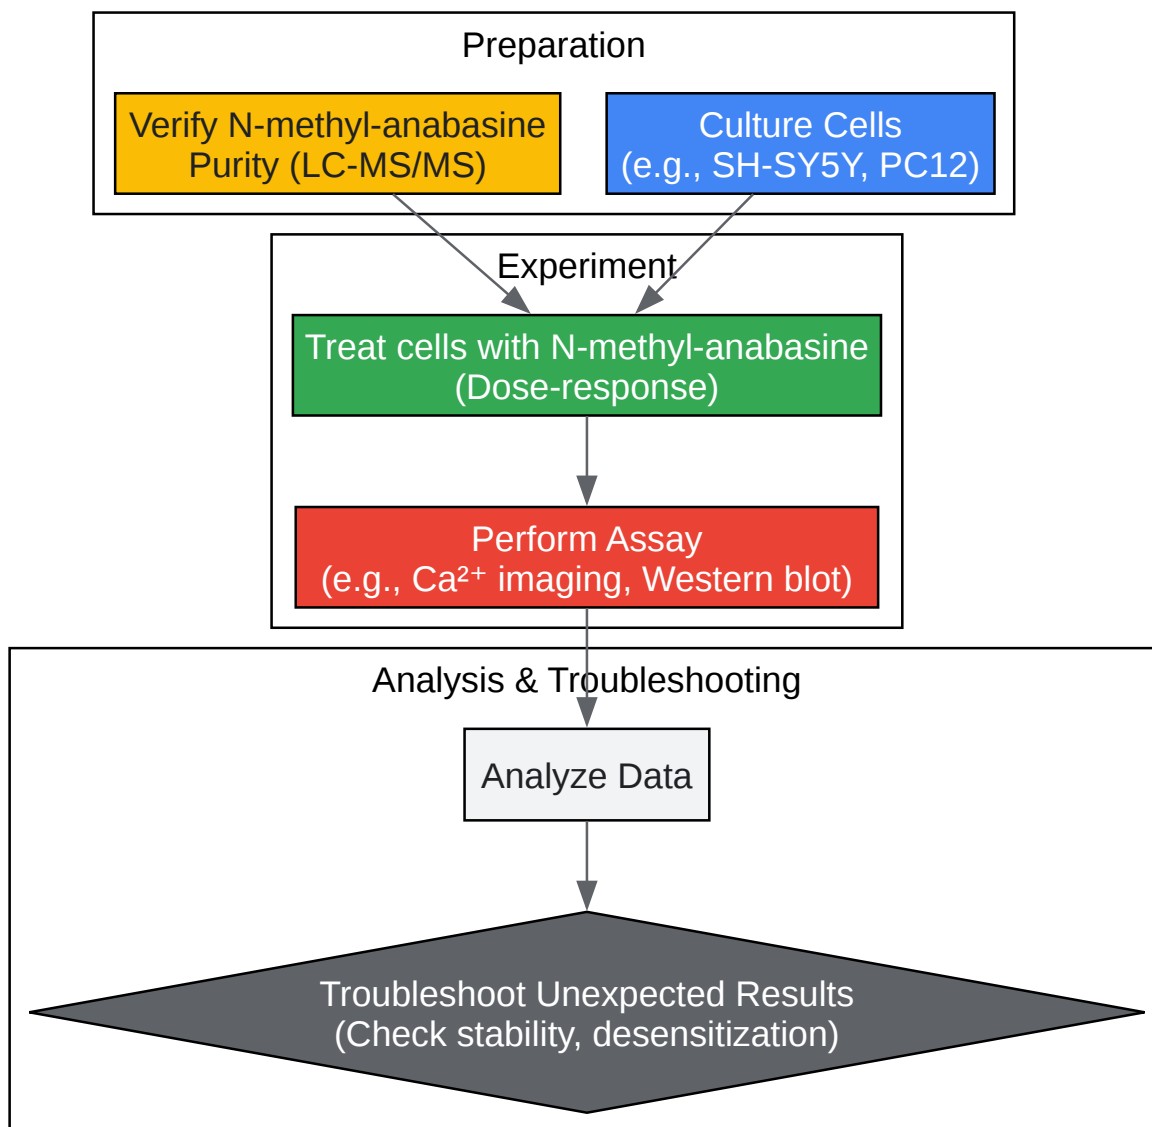 Preparation
Verify N-methyl-anabasine
Purity (LC-MS/MS)
Culture Cells
(e.g., SH-SY5Y, PC12)
Experiment
Treat cells with N-methyl-anabasine
(Dose-response)
Perform Assay
(e.g., Ca²⁺ imaging, Western blot)
Analysis & Troubleshooting
Analyze Data
Troubleshoot Unexpected Results
(Check stability, desensitization)